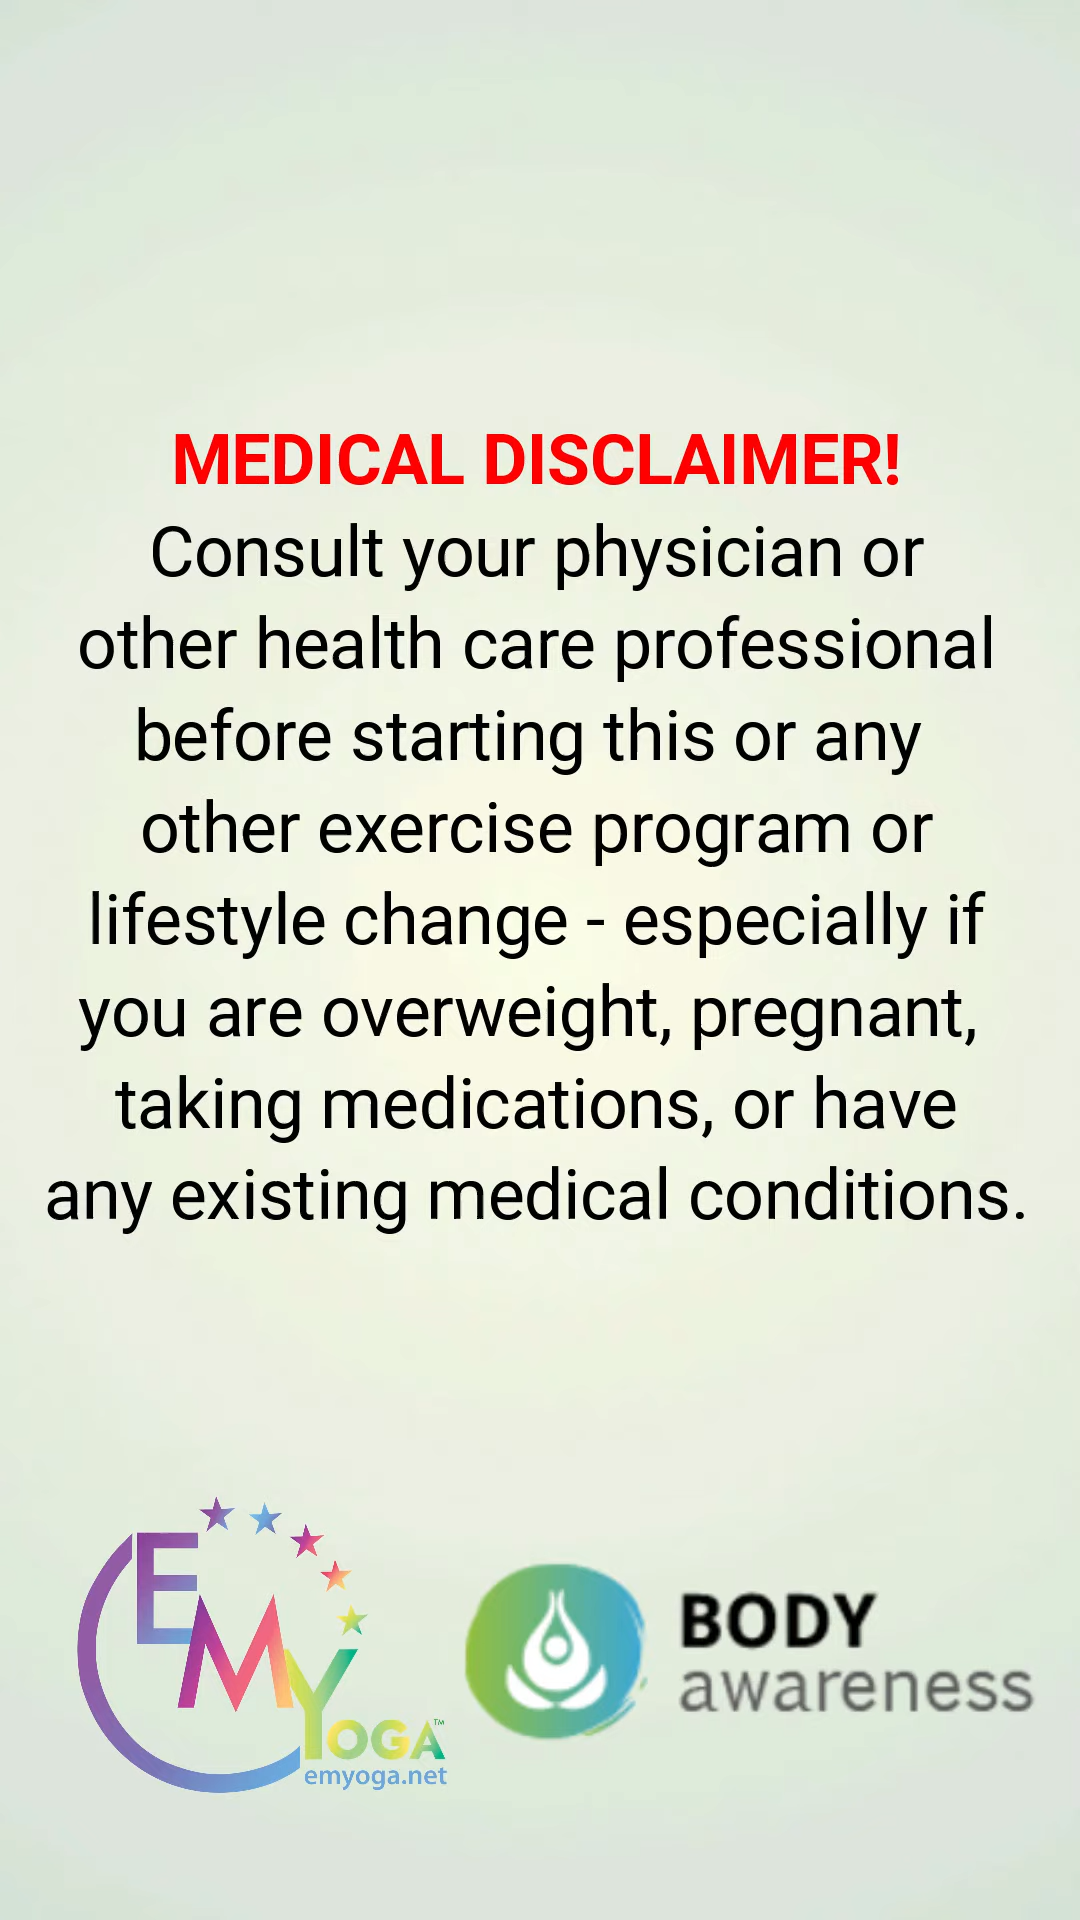 MEDICAL DISCLAIMER!
Consult your physician or
other health care professional
before starting this or any
other exercise program or
lifestyle change - especially if
you are overweight, pregnant,
taking medications, or have
any existing medical conditions.
EMYOGA™
emyoga.net
BODY
awareness